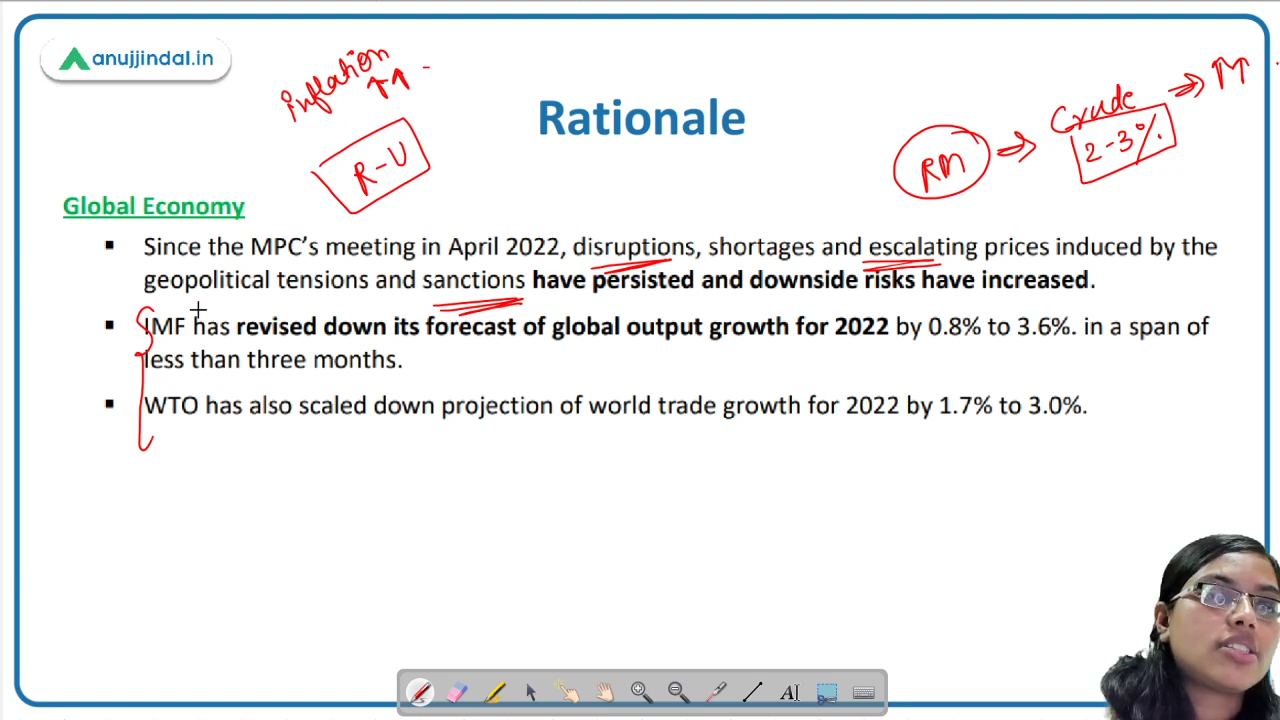 anujjindal.in
inflation
R-U
Rationale
RM
Crude
2-3%
Global Economy
▪ Since the MPC's meeting in April 2022, disruptions, shortages and escalating prices induced by the
geopolitical tensions and sanctions have persisted and downside risks have increased.
▪ IMF has revised down its forecast of global output growth for 2022 by 0.8% to 3.6%. in a span of
less than three months.
▪ WTO has also scaled down projection of world trade growth for 2022 by 1.7% to 3.0%.
AI